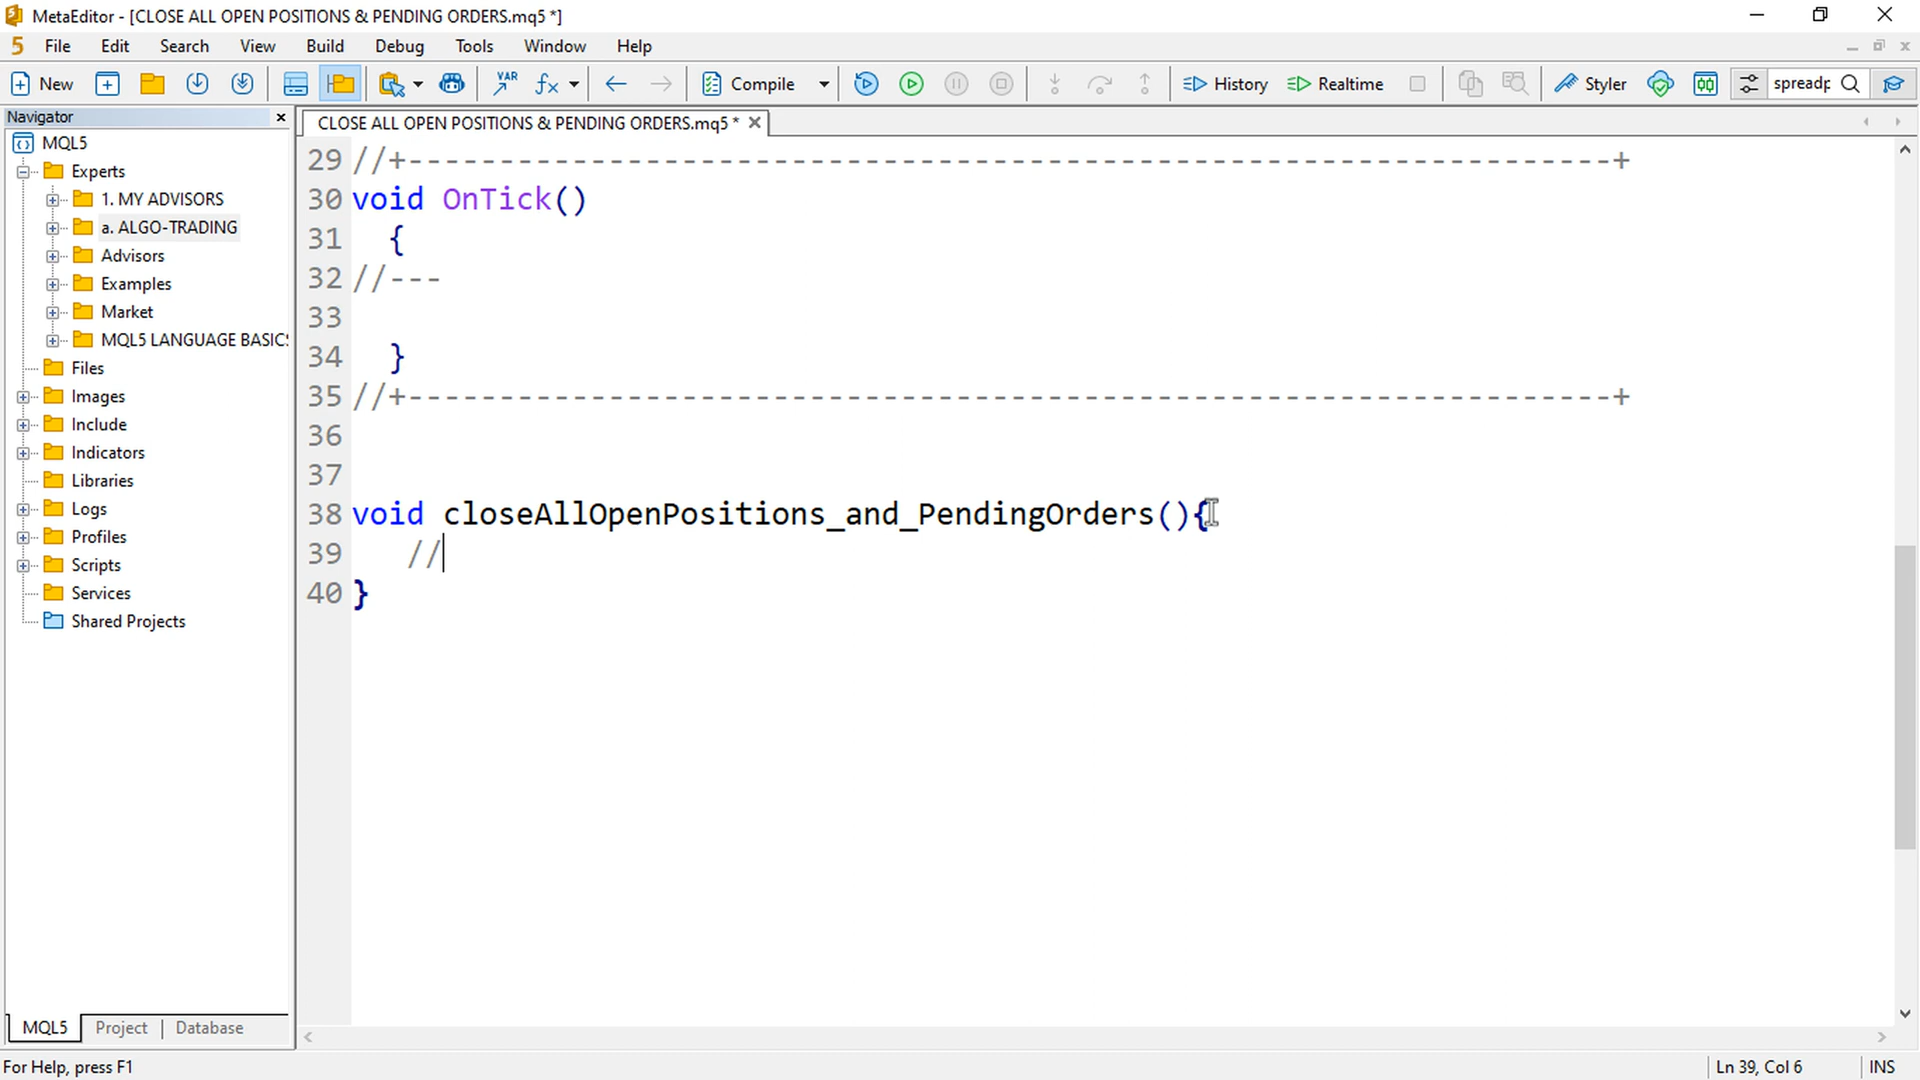 MetaEditor - [CLOSE ALL OPEN POSITIONS & PENDING ORDERS.mq5 *]
5 File Edit Search View Build Debug Tools Window Help
New VAR fx Compile History Realtime Styler spreadp
Navigator
MQL5
Experts
1. MY ADVISORS
a. ALGO-TRADING
Advisors
Examples
Market
MQL5 LANGUAGE BASICS
Files
Images
Include
Indicators
Libraries
Logs
Profiles
Scripts
Services
Shared Projects
MQL5 Project Database
CLOSE ALL OPEN POSITIONS & PENDING ORDERS.mq5 *
29 //+------------------------------------------------------------------+
30 void OnTick()
31 {
32 //---
33
34 }
35 //+------------------------------------------------------------------+
36
37
38 void closeAllOpenPositions_and_PendingOrders(){
39 //
40 }
For Help, press F1
Ln 39, Col 6
INS